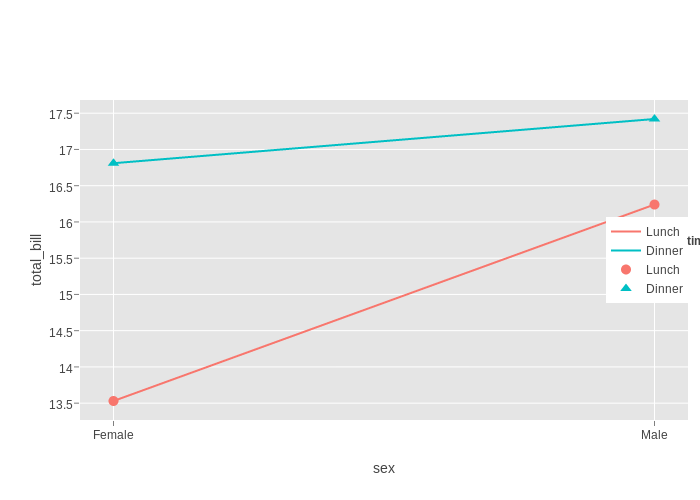 17.5
17
16.5
16
15.5
15
14.5
14
13.5
total_bill
Female
Male
sex
Lunch
Dinner
Lunch
Dinner